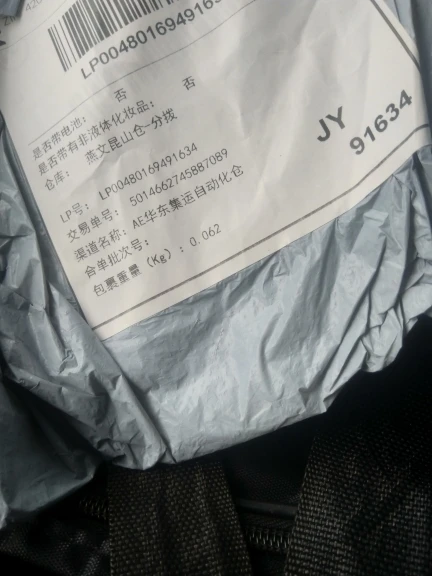 LP00480169491634
是否带电池： 否
是否带有非液体化妆品： 否
仓库： 燕文昆山仓-分拨
LP号： LP00480169491634
交易单号： 5014662745887089
渠道名称： AE华东集运自动化仓
合单批次号：
包裹重量（Kg）：0.062
JY
91634